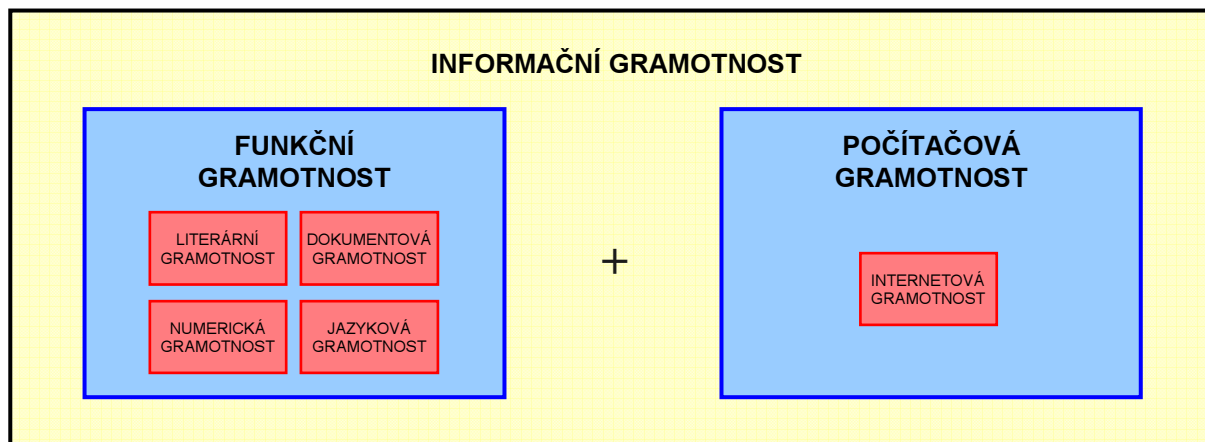 INFORMAČNÍ GRAMOTNOST
FUNKČNÍ
GRAMOTNOST
LITERÁRNÍ
GRAMOTNOST
DOKUMENTOVÁ
GRAMOTNOST
NUMERICKÁ
GRAMOTNOST
JAZYKOVÁ
GRAMOTNOST
+
POČÍTAČOVÁ
GRAMOTNOST
INTERNETOVÁ
GRAMOTNOST